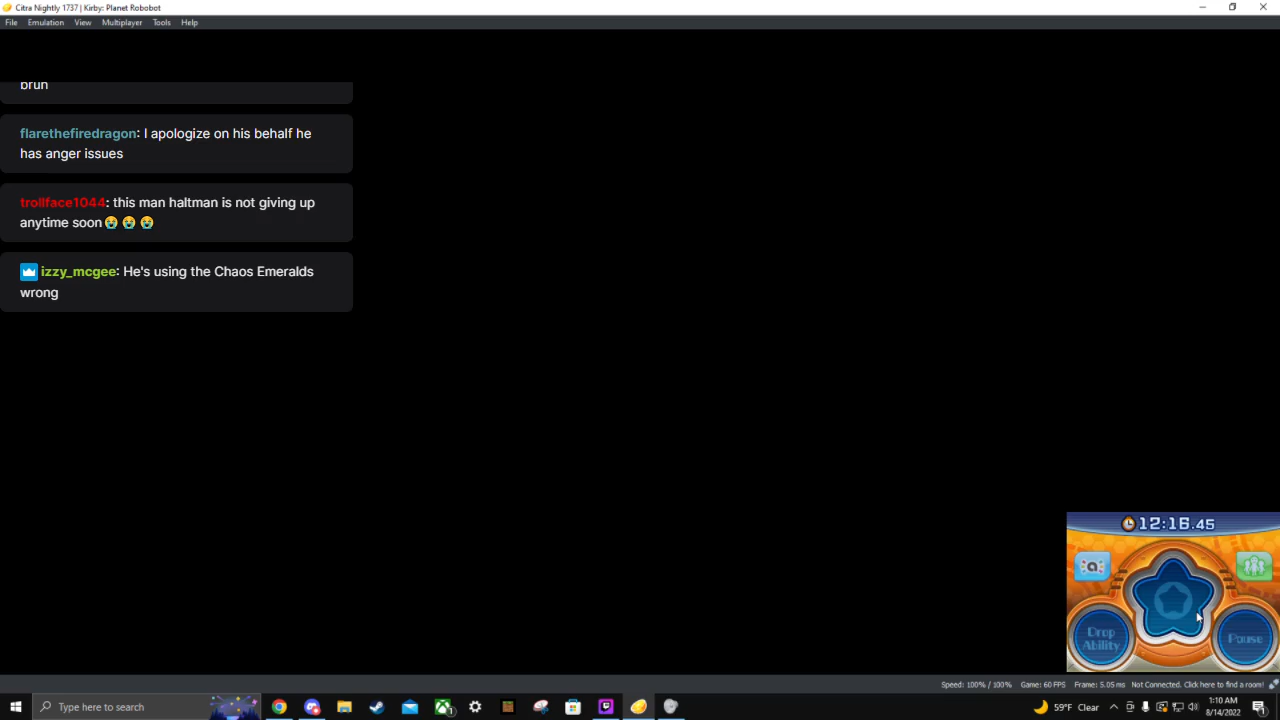 Citra Nightly 1737 | Kirby: Planet Robobot
File Emulation View Multiplayer Tools Help
bruh
flarethefiredragon: I apologize on his behalf he
has anger issues
trollface1044: this man haltman is not giving up
anytime soon😭 😭 😭
izzy_mcgee: He's using the Chaos Emeralds
wrong
12:16.45
a
Drop
Ability
Pause
Speed: 100% / 100% Game: 60 FPS Frame: 5.05 ms Not Connected. Click here to find a room!
Type here to search
59°F Clear
1:10 AM
8/14/2022
1
1